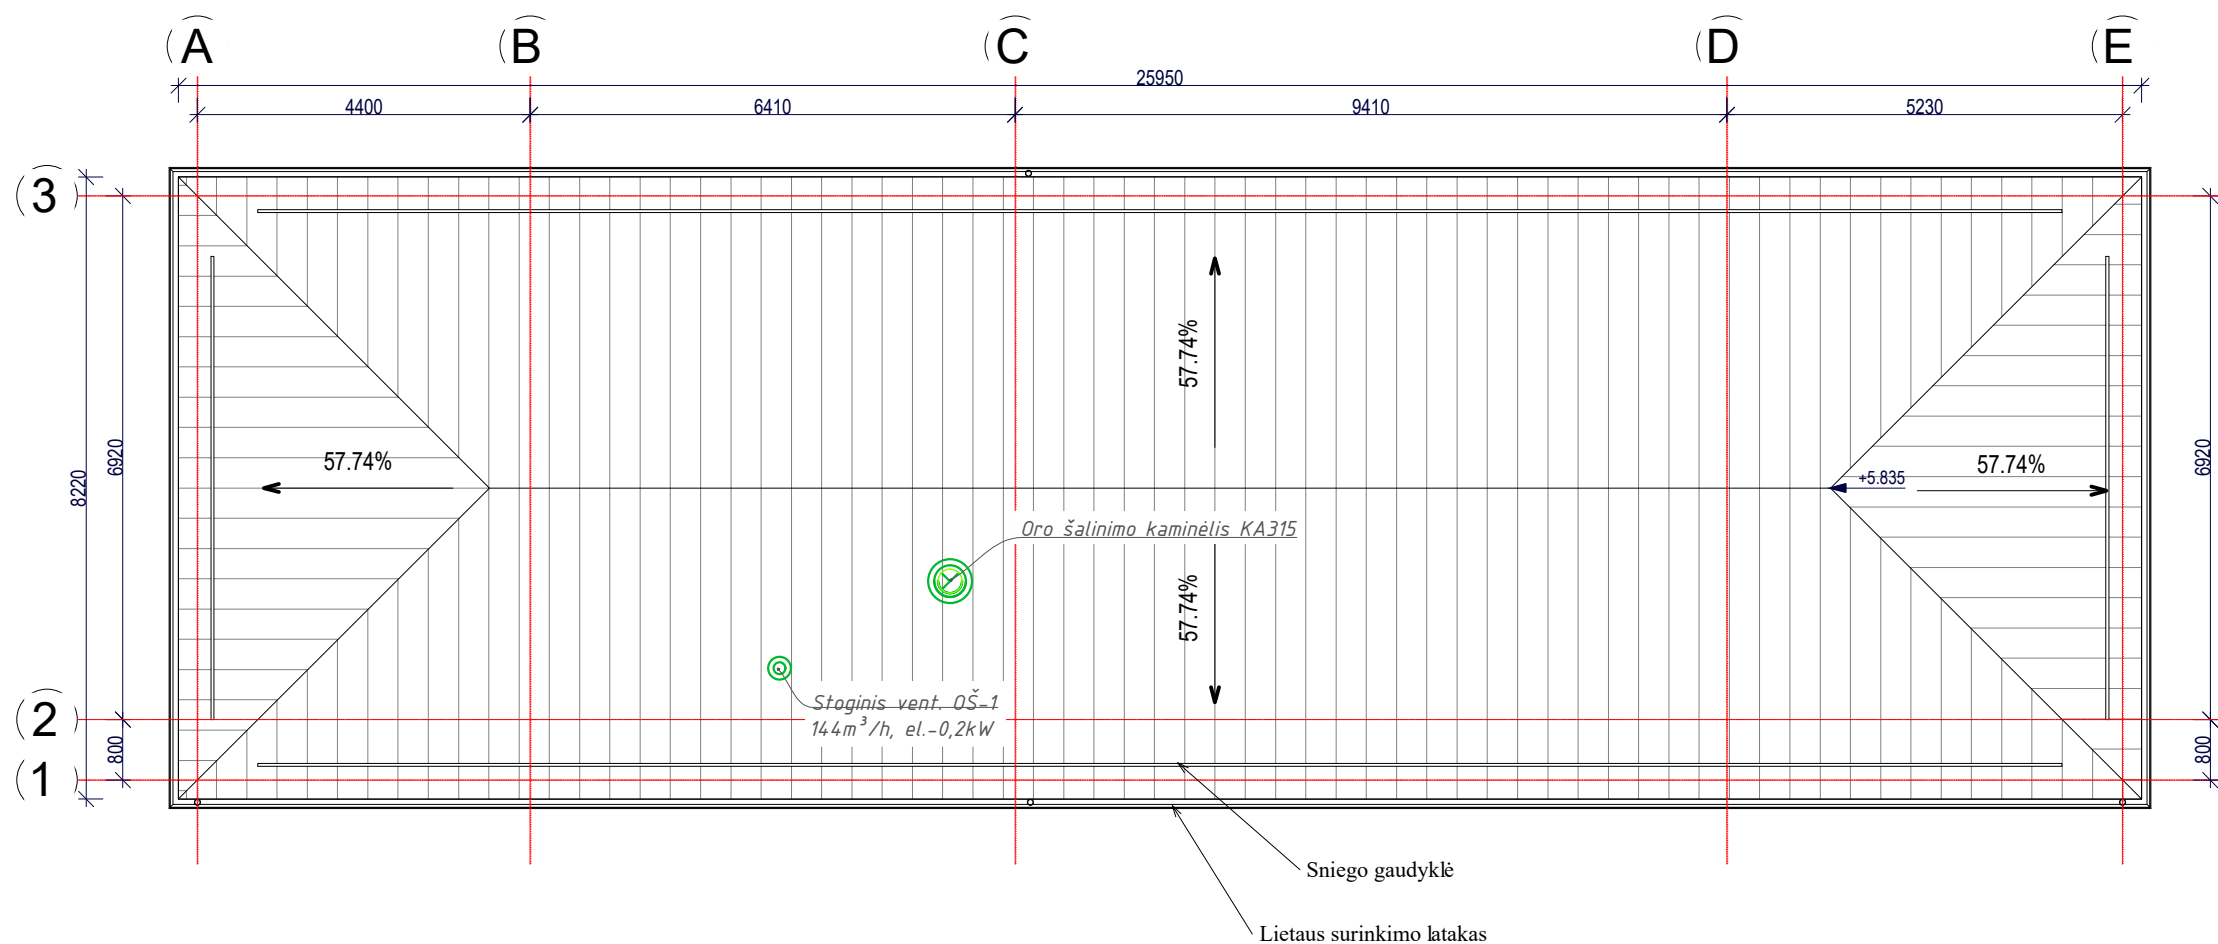 A B C D E
25950
4400 6410 9410 5230
3
57.74%
6920 8220 57.74% +5.835 57.74% 6920
Oro šalinimo kaminėlis KA315
57.74%
Stoginis vent. OŠ-1
144m³/h, el.-0,2kW
2
800 800
1
Sniego gaudyklė
Lietaus surinkimo latakas